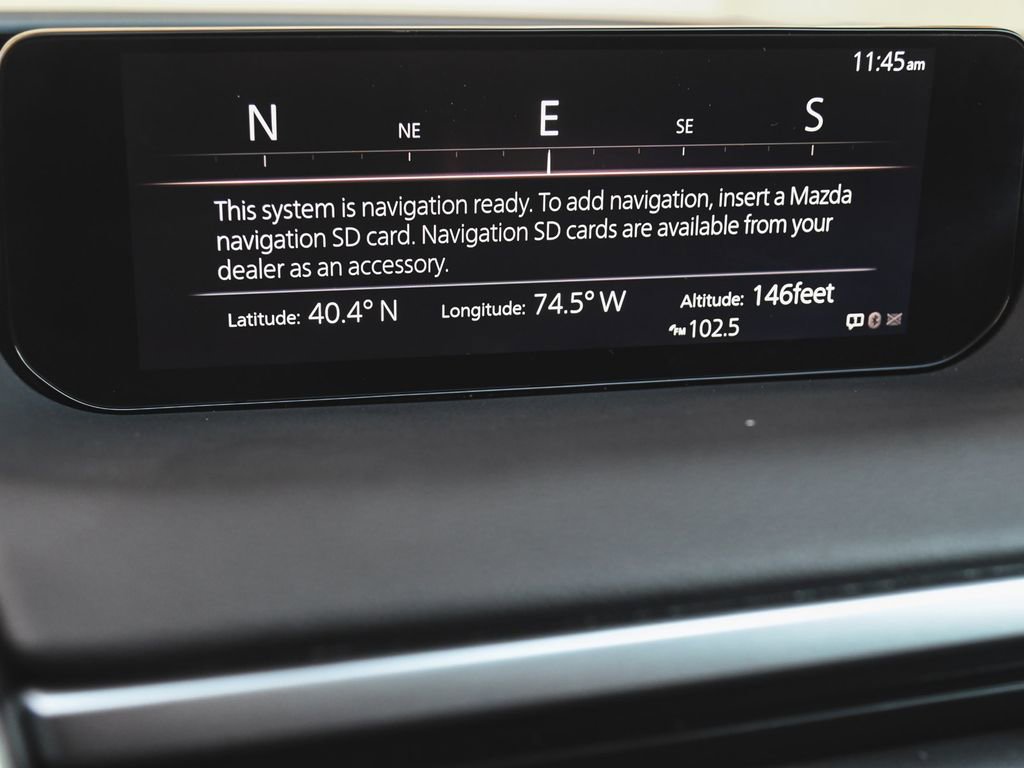 11:45am
N NE E SE S
This system is navigation ready. To add navigation, insert a Mazda
navigation SD card. Navigation SD cards are available from your
dealer as an accessory.
Latitude: 40.4° N Longitude: 74.5° W Altitude: 146feet
FM 102.5